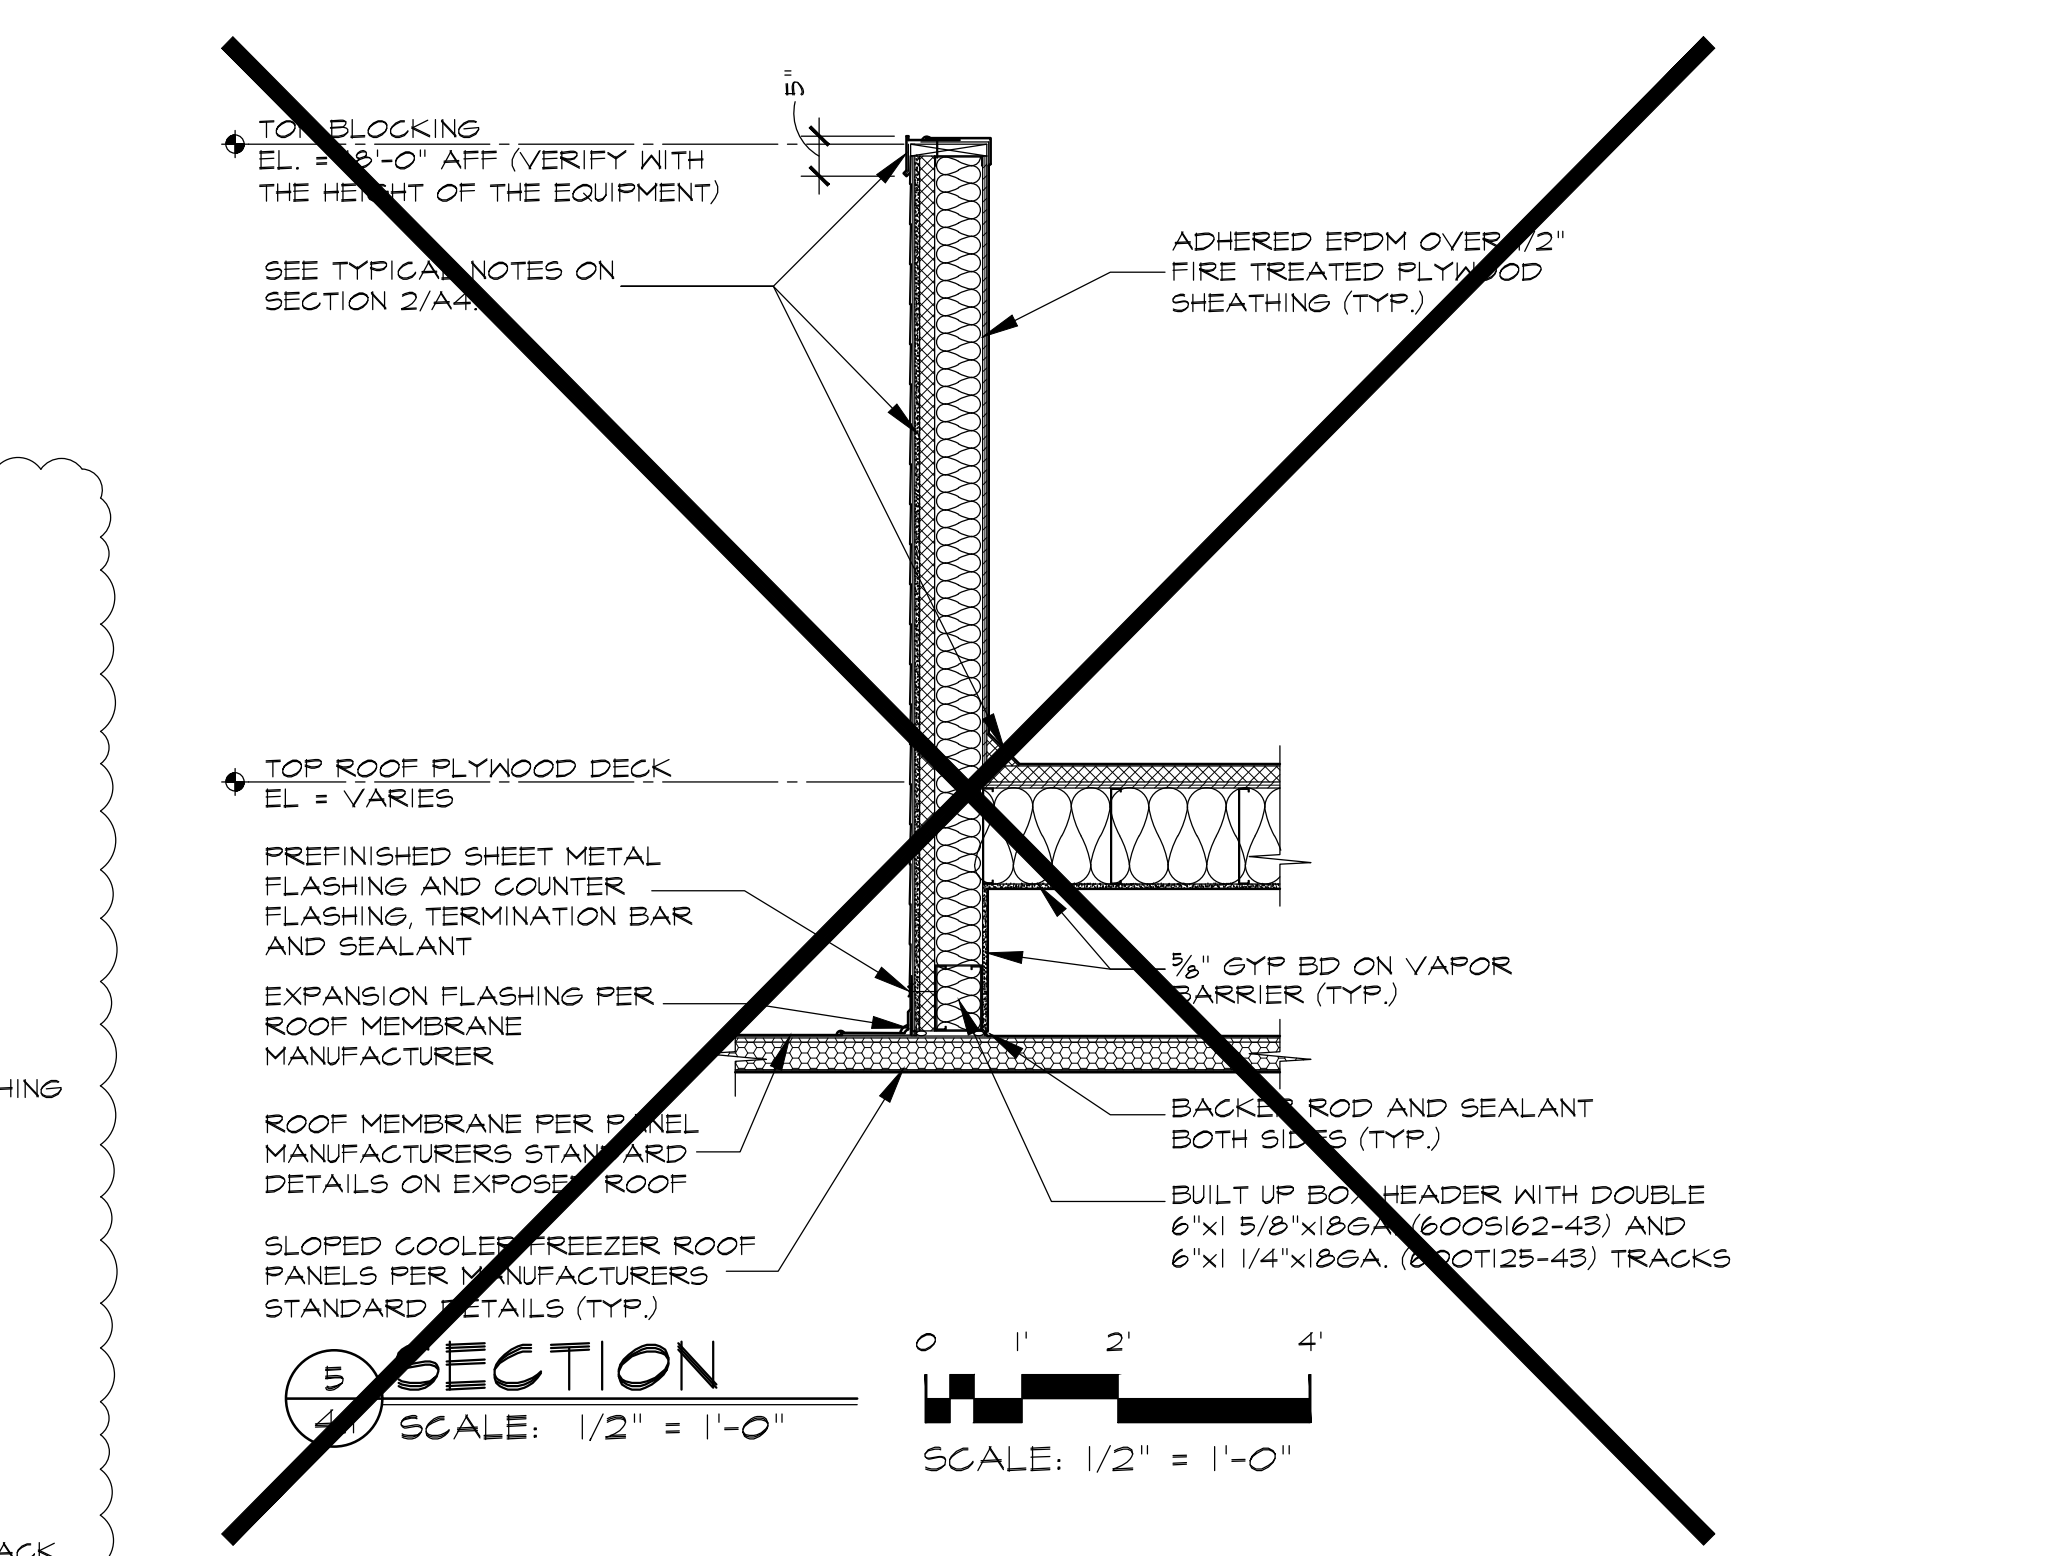 5"
TOP BLOCKING
EL. = 18'-0" AFF (VERIFY WITH
THE HEIGHT OF THE EQUIPMENT)
SEE TYPICAL NOTES ON
SECTION 2/A4.
ADHERED EPDM OVER 1/2"
FIRE TREATED PLYWOOD
SHEATHING (TYP.)
TOP ROOF PLYWOOD DECK
EL = VARIES
PREFINISHED SHEET METAL
FLASHING AND COUNTER
FLASHING, TERMINATION BAR
AND SEALANT
EXPANSION FLASHING PER
ROOF MEMBRANE
MANUFACTURER
ROOF MEMBRANE PER PANEL
MANUFACTURERS STANDARD
DETAILS ON EXPOSED ROOF
SLOPED COOLER/FREEZER ROOF
PANELS PER MANUFACTURERS
STANDARD DETAILS (TYP.)
5/8" GYP BD ON VAPOR
BARRIER (TYP.)
BACKER ROD AND SEALANT
BOTH SIDES (TYP.)
BUILT UP BOX HEADER WITH DOUBLE
6"x1 5/8"x18GA. (600S162-43) AND
6"x1 1/4"x18GA. (600T125-43) TRACKS
HING
ACK
5
SECTION
SCALE: 1/2" = 1'-0"
0 1' 2' 4'
SCALE: 1/2" = 1'-0"